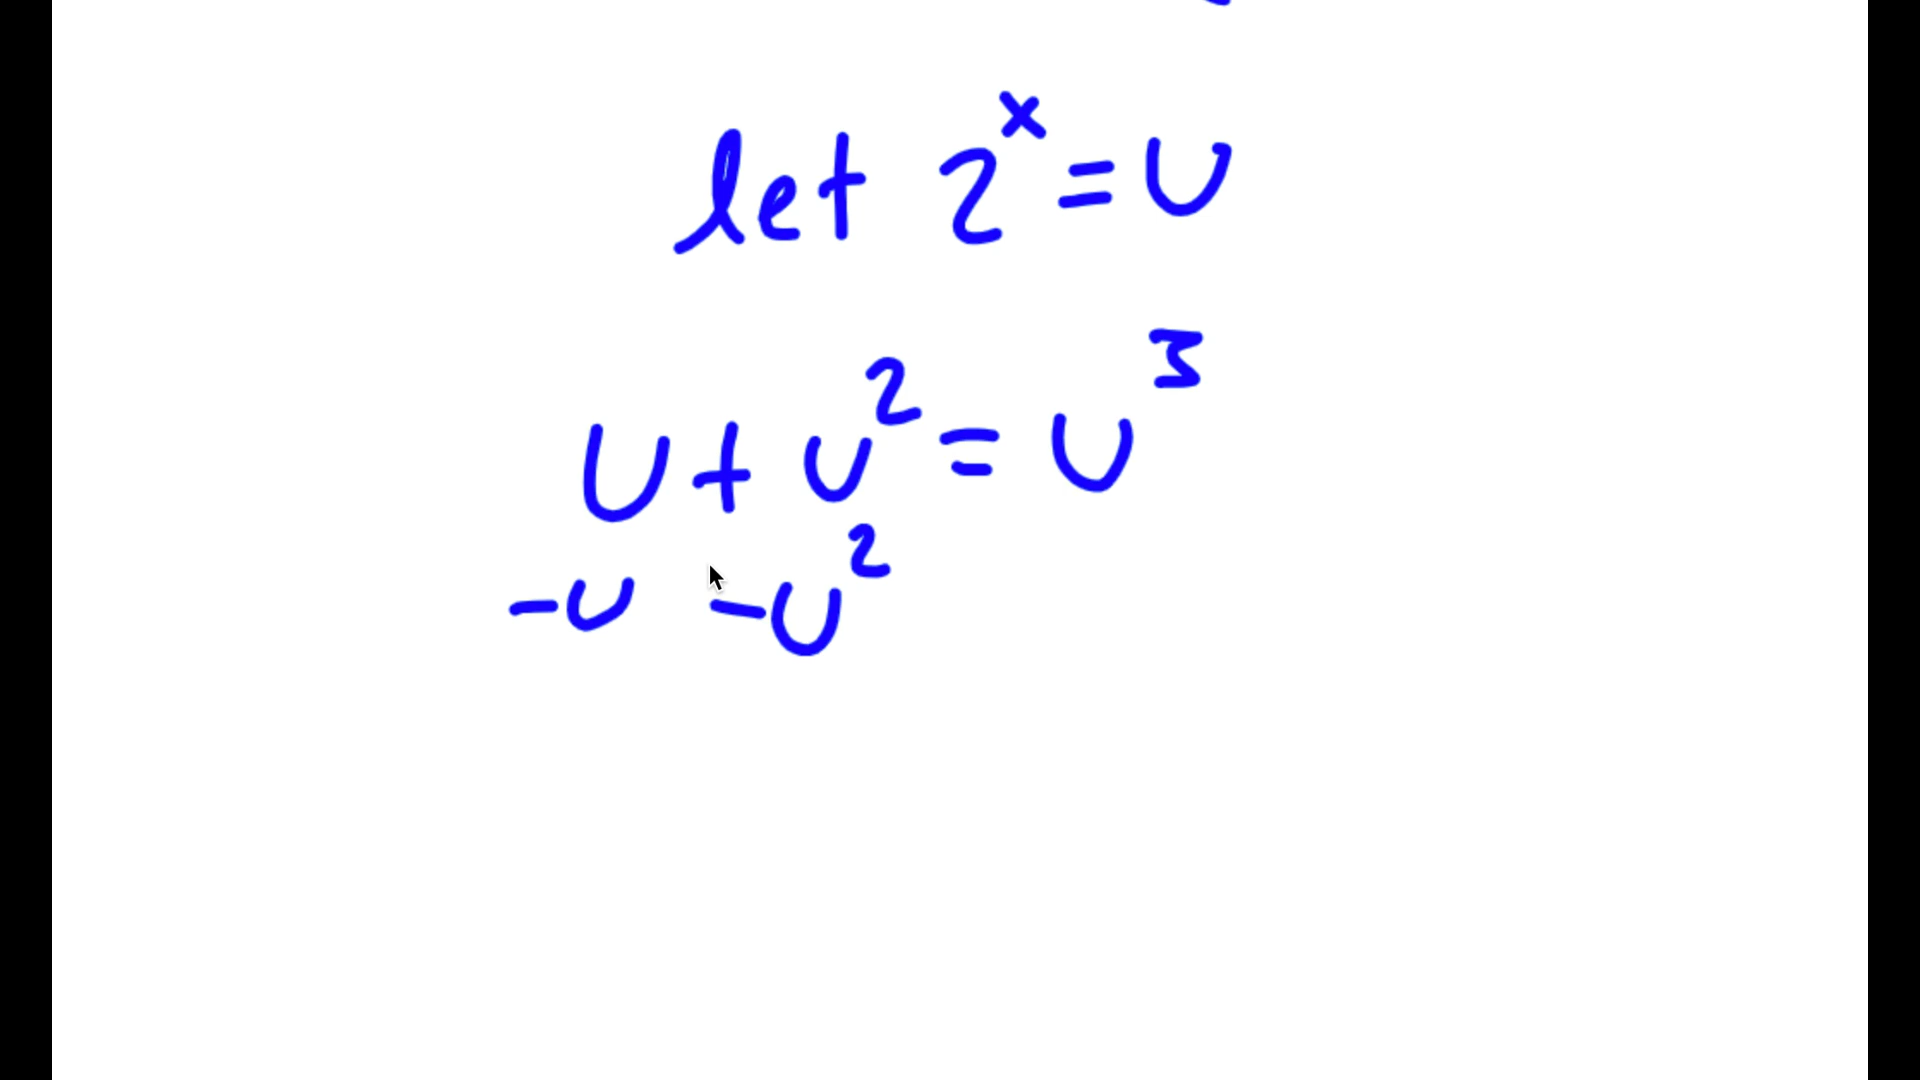 let 2^x = U
U + U^2 = U^3
-U -U^2